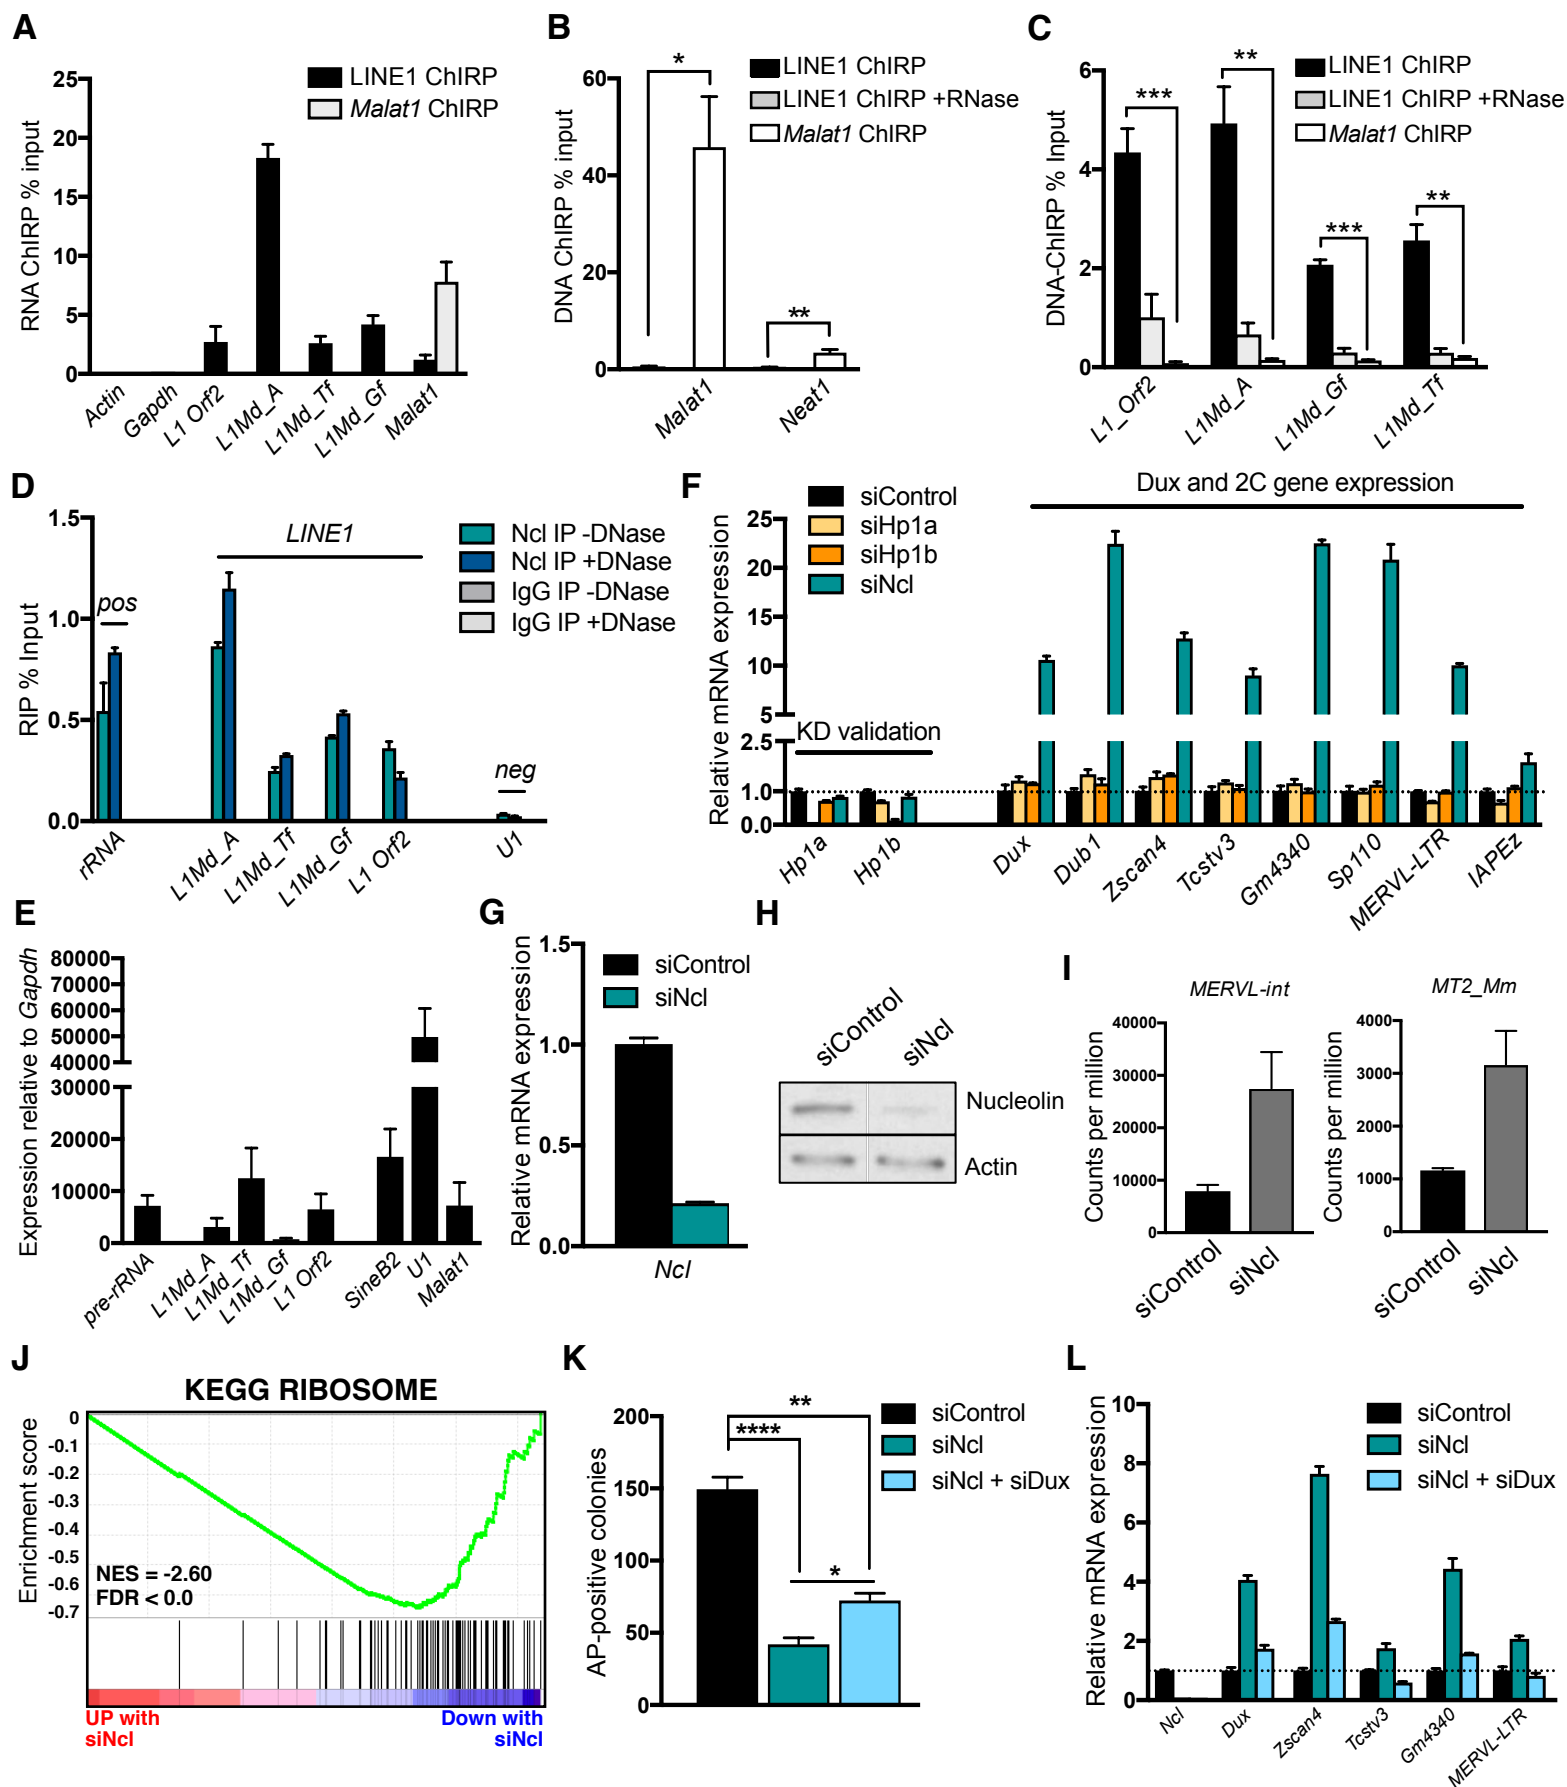 A
RNA ChIRP % input
25
20
15
10
5
0
LINE1 ChIRP
Malat1 ChIRP
Actin
Gapdh
L1 Orf2
L1Md_A
L1Md_Tf
L1Md_Gf
Malat1
B
DNA ChIRP % input
60
40
20
0
*
**
LINE1 ChIRP
LINE1 ChIRP +RNase
Malat1 ChIRP
Malat1
Neat1
C
DNA-ChIRP % Input
6
4
2
0
***
**
***
**
LINE1 ChIRP
LINE1 ChIRP +RNase
Malat1 ChIRP
L1_Orf2
L1Md_A
L1Md_Gf
L1Md_Tf
D
RIP % Input
1.5
1.0
0.5
0.0
pos
LINE1
neg
Ncl IP -DNase
Ncl IP +DNase
IgG IP -DNase
IgG IP +DNase
rRNA
L1Md_A
L1Md_Tf
L1Md_Gf
L1 Orf2
U1
F
Relative mRNA expression
25
20
15
10
5
2.5
1.0
0.0
siControl
siHp1a
siHp1b
siNcl
Dux and 2C gene expression
KD validation
Hp1a
Hp1b
Dux
Dub1
Zscan4
Tcstv3
Gm4340
Sp110
MERVL-LTR
IAPEz
E
Expression relative to Gapdh
80000
70000
60000
50000
40000
30000
20000
10000
0
pre-rRNA
L1Md_A
L1Md_Tf
L1Md_Gf
L1 Orf2
SineB2
U1
Malat1
G
Relative mRNA expression
1.5
1.0
0.5
0.0
siControl
siNcl
Ncl
H
siControl
siNcl
Nucleolin
Actin
I
MERVL-int
Counts per million
40000
30000
20000
10000
0
siControl
siNcl
MT2_Mm
Counts per million
4000
3000
2000
1000
0
siControl
siNcl
J
KEGG RIBOSOME
Enrichment score
0
-0.1
-0.2
-0.3
-0.4
-0.5
-0.6
-0.7
NES = -2.60
FDR < 0.0
UP with
siNcl
Down with
siNcl
K
AP-positive colonies
200
150
100
50
0
**
****
*
siControl
siNcl
siNcl + siDux
L
Relative mRNA expression
10
8
6
4
2
0
siControl
siNcl
siNcl + siDux
Ncl
Dux
Zscan4
Tcstv3
Gm4340
MERVL-LTR